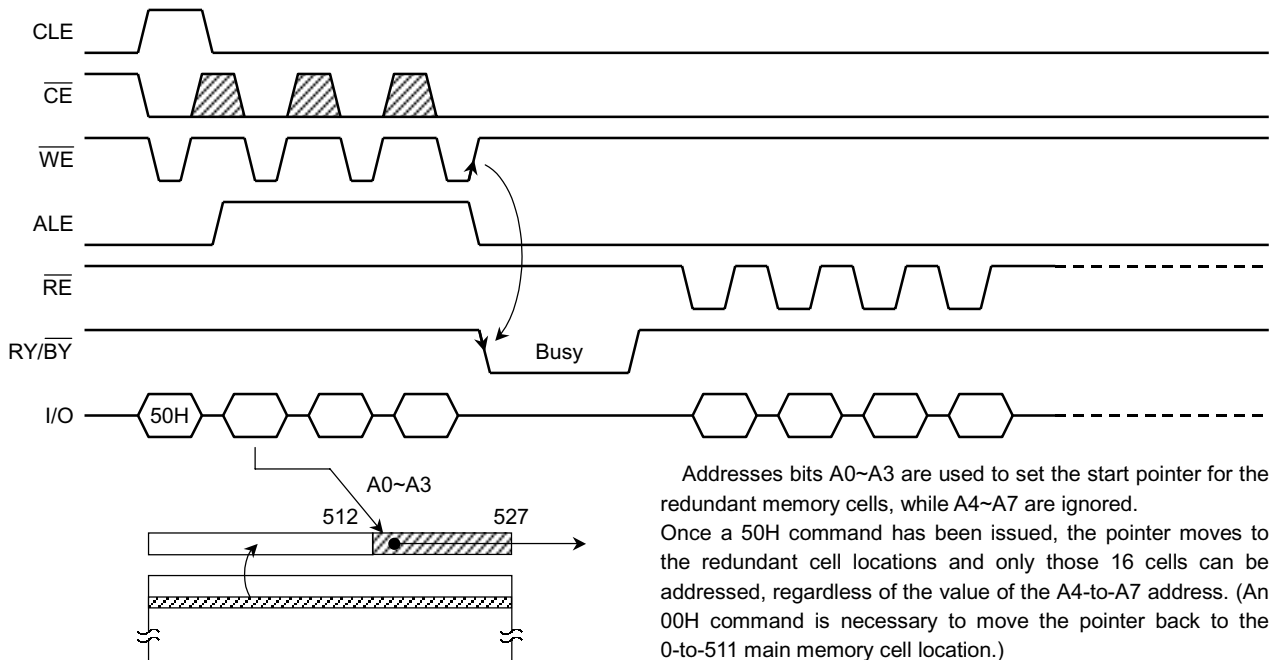 CLE
CE
WE
ALE
RE
RY/BY
Busy
I/O
50H
A0~A3
512
527
Addresses bits A0~A3 are used to set the start pointer for the
redundant memory cells, while A4~A7 are ignored.
Once a 50H command has been issued, the pointer moves to
the redundant cell locations and only those 16 cells can be
addressed, regardless of the value of the A4-to-A7 address. (An
00H command is necessary to move the pointer back to the
0-to-511 main memory cell location.)